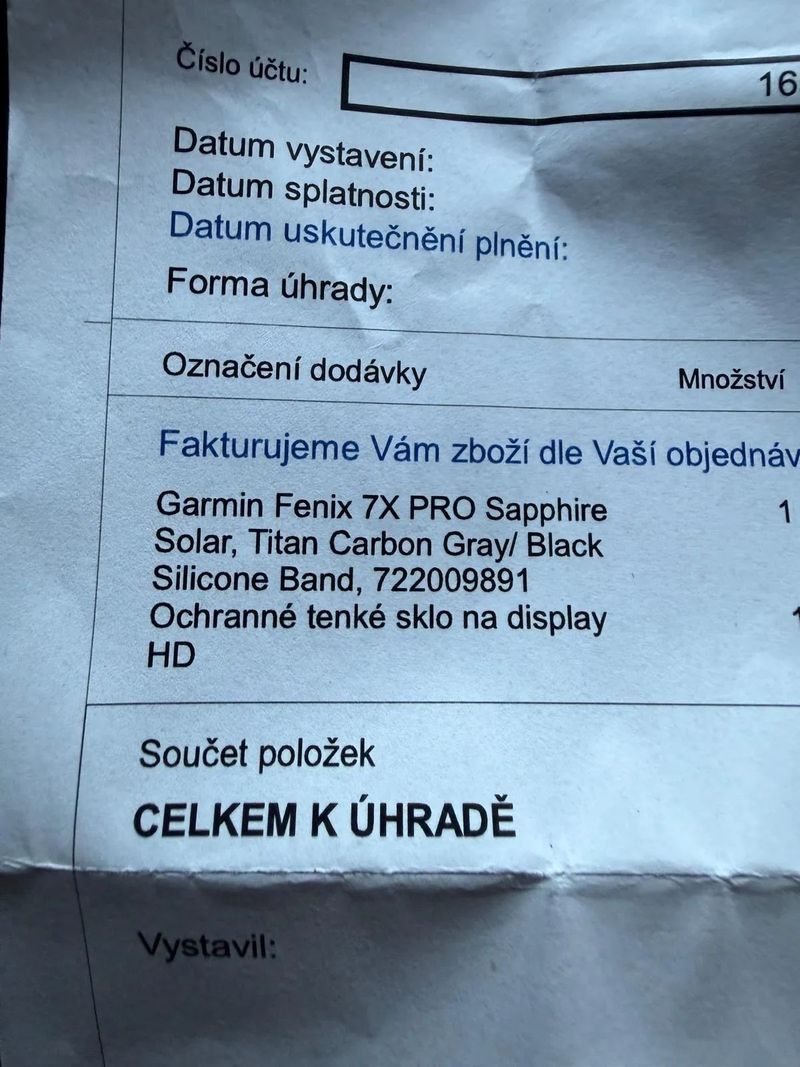 Číslo účtu: 16
Datum vystavení:
Datum splatnosti:
Datum uskutečnění plnění:
Forma úhrady:
Označení dodávky Množství
Fakturujeme Vám zboží dle Vaší objednáv
Garmin Fenix 7X PRO Sapphire 1
Solar, Titan Carbon Gray/ Black
Silicone Band, 722009891
Ochranné tenké sklo na display 1
HD
Součet položek
CELKEM K ÚHRADĚ
Vystavil: